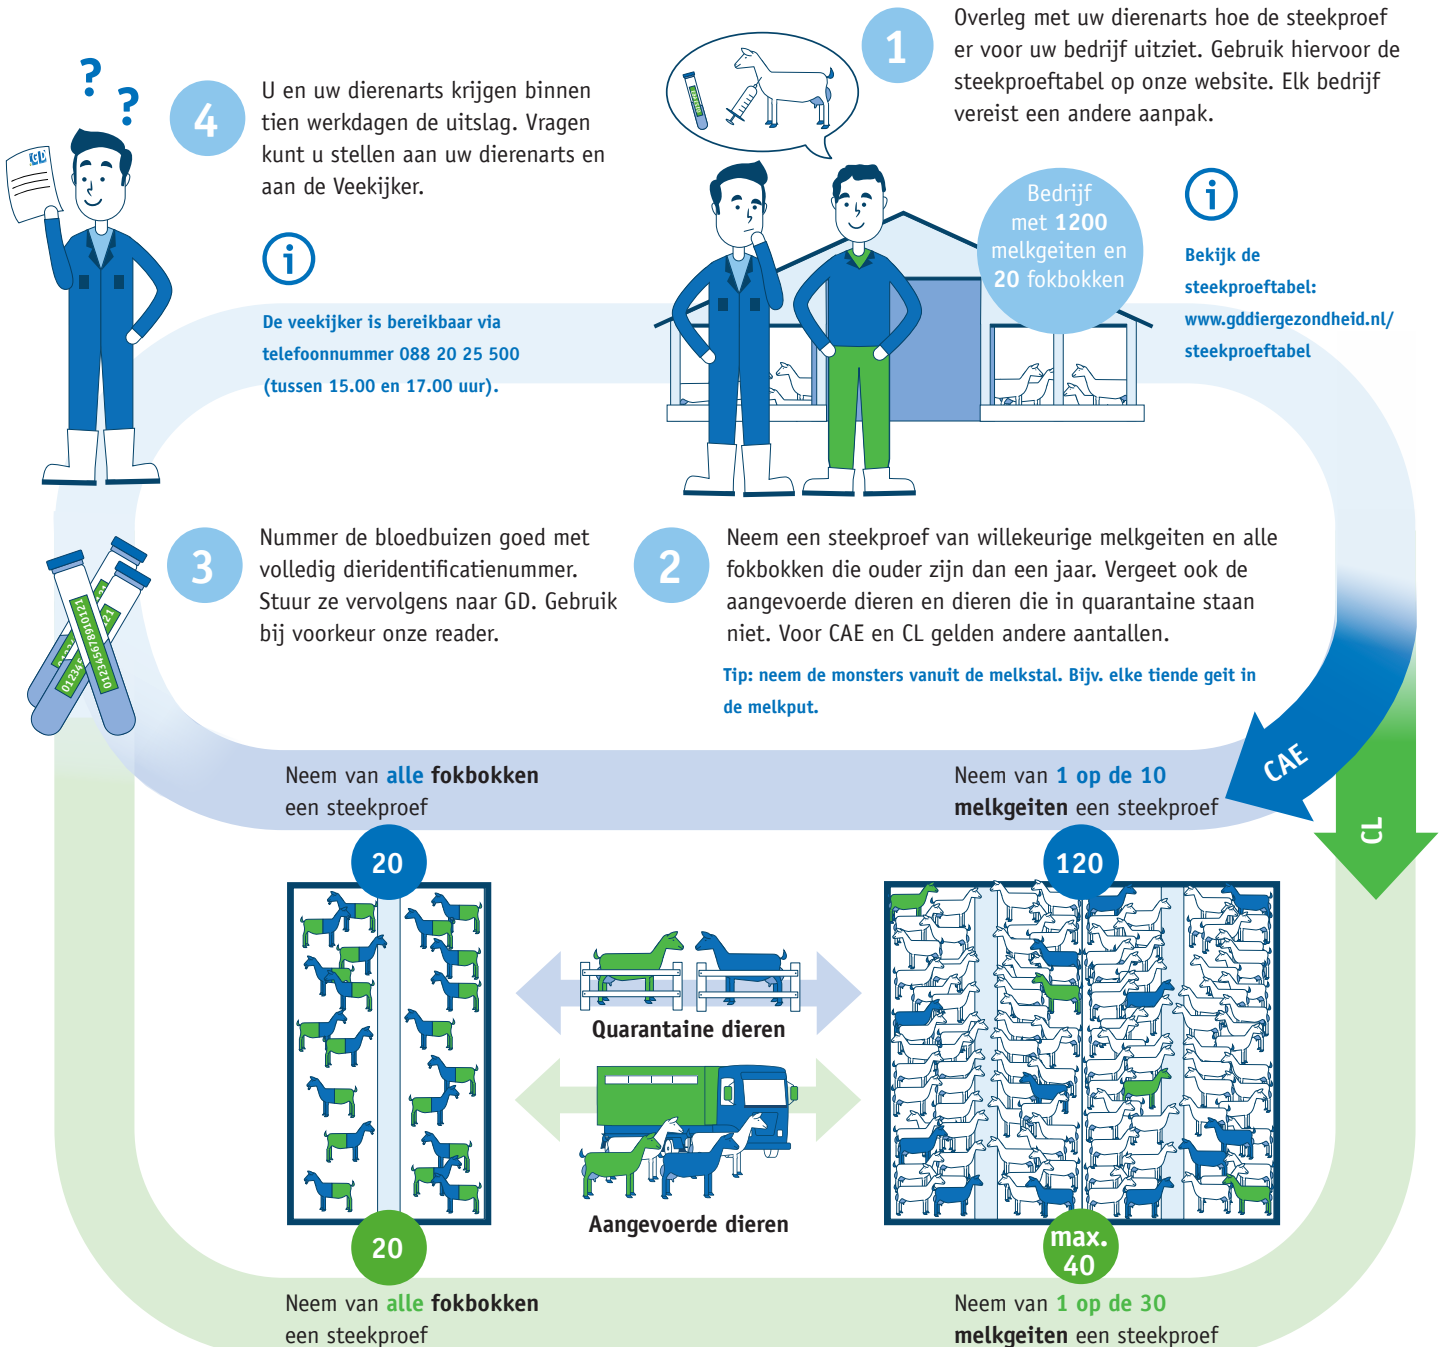 1
Overleg met uw dierenarts hoe de steekproef
er voor uw bedrijf uitziet. Gebruik hiervoor de
steekproeftabel op onze website. Elk bedrijf
vereist een andere aanpak.
Bedrijf
met 1200
melkgeiten en
20 fokbokken
i
Bekijk de
steekproeftabel:
www.gddiergezondheid.nl/
steekproeftabel
2
Neem een steekproef van willekeurige melkgeiten en alle
fokbokken die ouder zijn dan een jaar. Vergeet ook de
aangevoerde dieren en dieren die in quarantaine staan
niet. Voor CAE en CL gelden andere aantallen.
Tip: neem de monsters vanuit de melkstal. Bijv. elke tiende geit in
de melkput.
3
Nummer de bloedbuizen goed met
volledig dieridentificatienummer.
Stuur ze vervolgens naar GD. Gebruik
bij voorkeur onze reader.
0123456789101121
012345
121
? ?
GD
4
U en uw dierenarts krijgen binnen
tien werkdagen de uitslag. Vragen
kunt u stellen aan uw dierenarts en
aan de Veekijker.
i
De veekijker is bereikbaar via
telefoonnummer 088 20 25 500
(tussen 15.00 en 17.00 uur).
CAE
CL
Neem van alle fokbokken
een steekproef
20
Neem van 1 op de 10
melkgeiten een steekproef
120
Quarantaine dieren
Aangevoerde dieren
20
Neem van alle fokbokken
een steekproef
max.
40
Neem van 1 op de 30
melkgeiten een steekproef